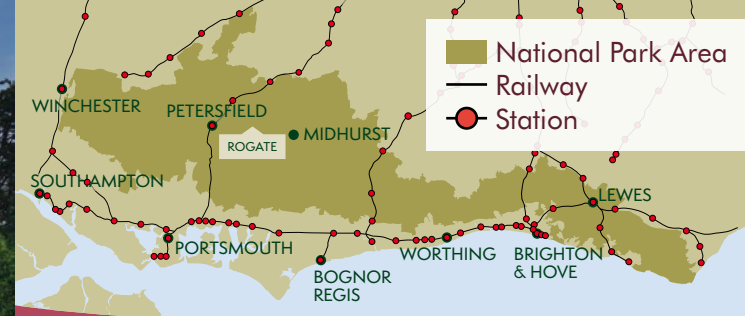 National Park Area
Railway
Station
WINCHESTER
PETERSFIELD
MIDHURST
ROGATE
SOUTHAMPTON
LEWES
PORTSMOUTH
WORTHING
BRIGHTON
& HOVE
BOGNOR
REGIS